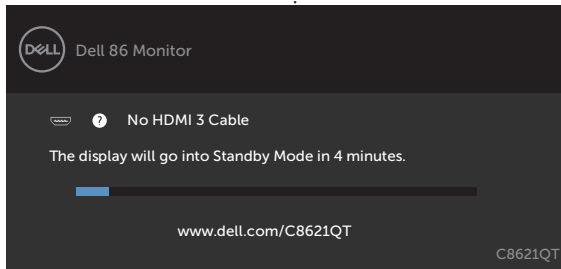 DELL
Dell 86 Monitor
? No HDMI 3 Cable
The display will go into Standby Mode in 4 minutes.
www.dell.com/C8621QT
C8621QT